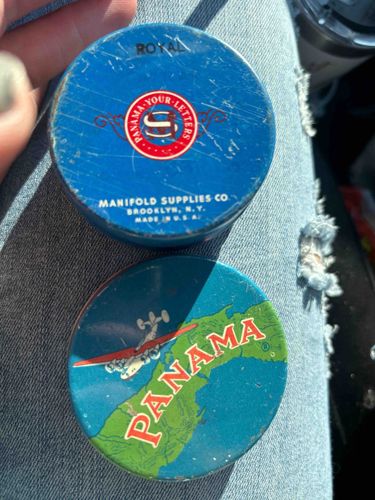 ROYAL
PANAMA-YOUR-LETTERS
MANIFOLD SUPPLIES CO
BROOKLYN, N.Y.
MADE IN U.S.A.
PANAMA